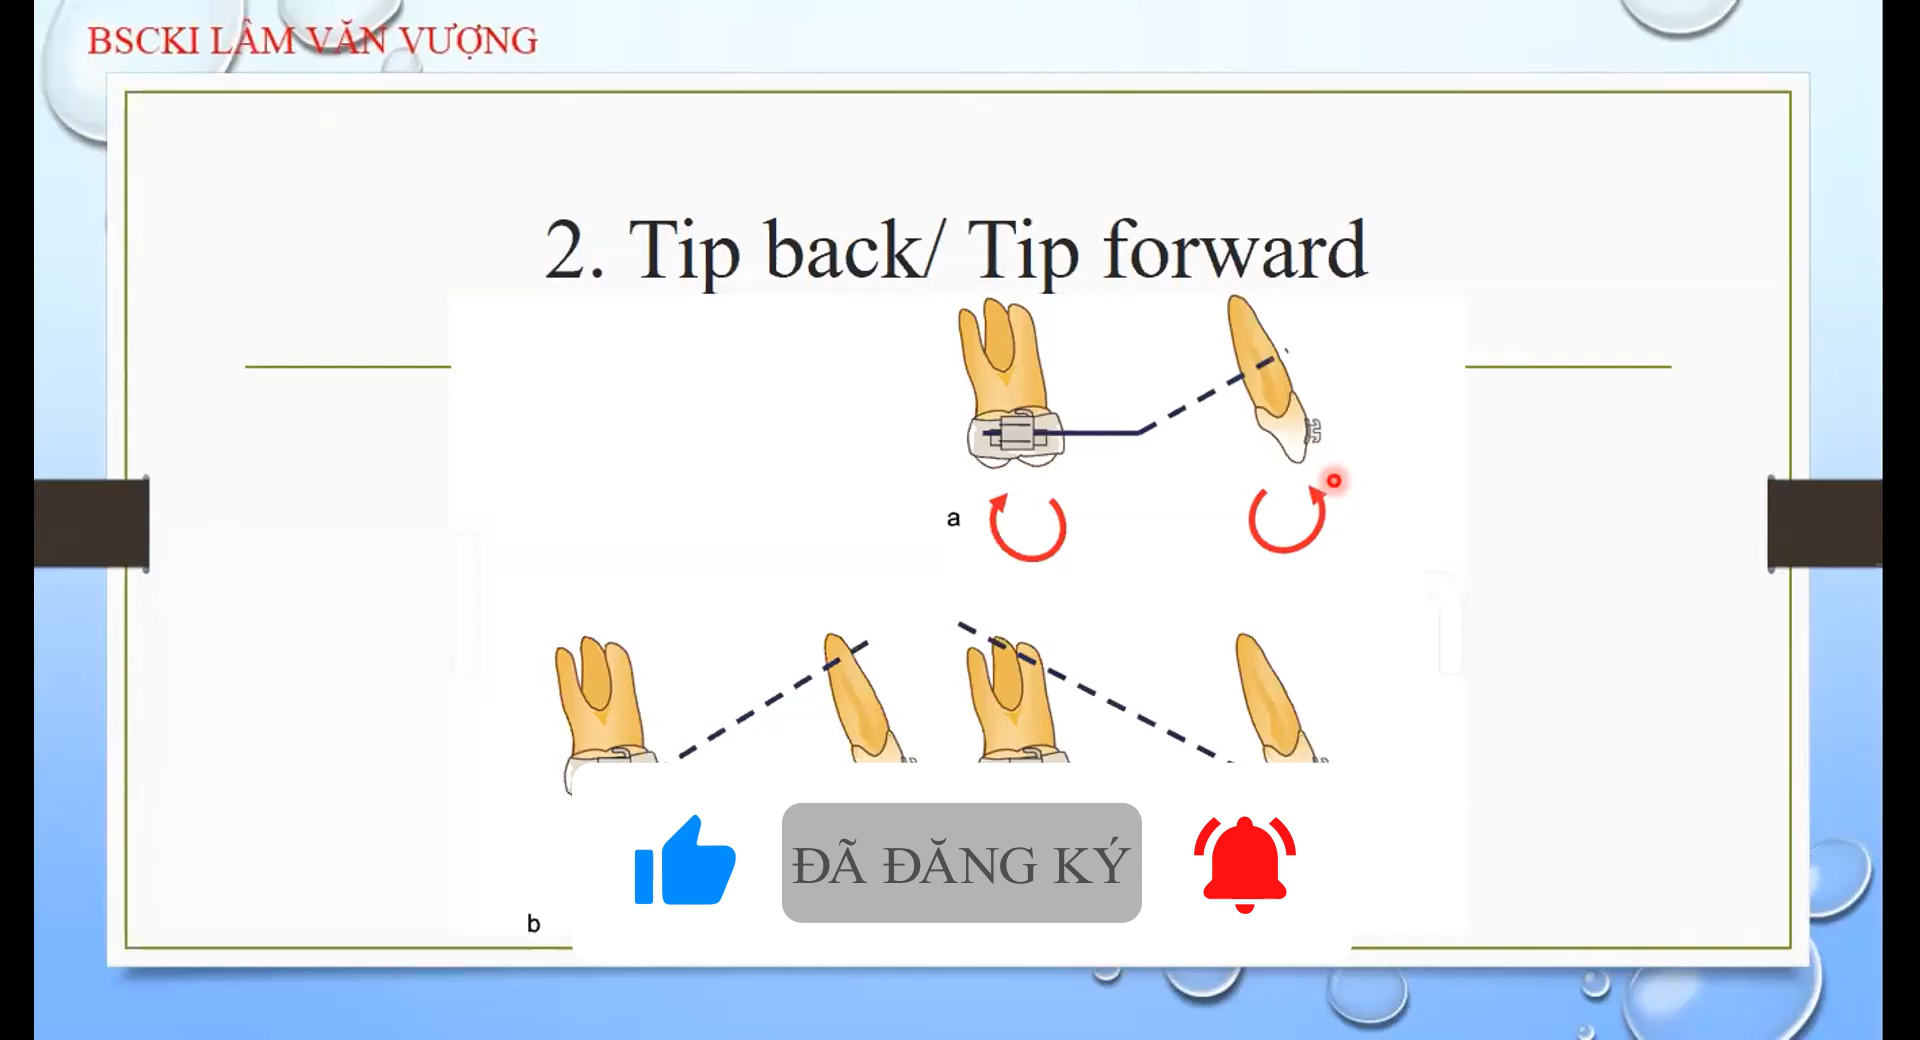 BSCKI LÂM VĂN VƯỢNG
2. Tip back/ Tip forward
a
b
ĐÃ ĐĂNG KÝ